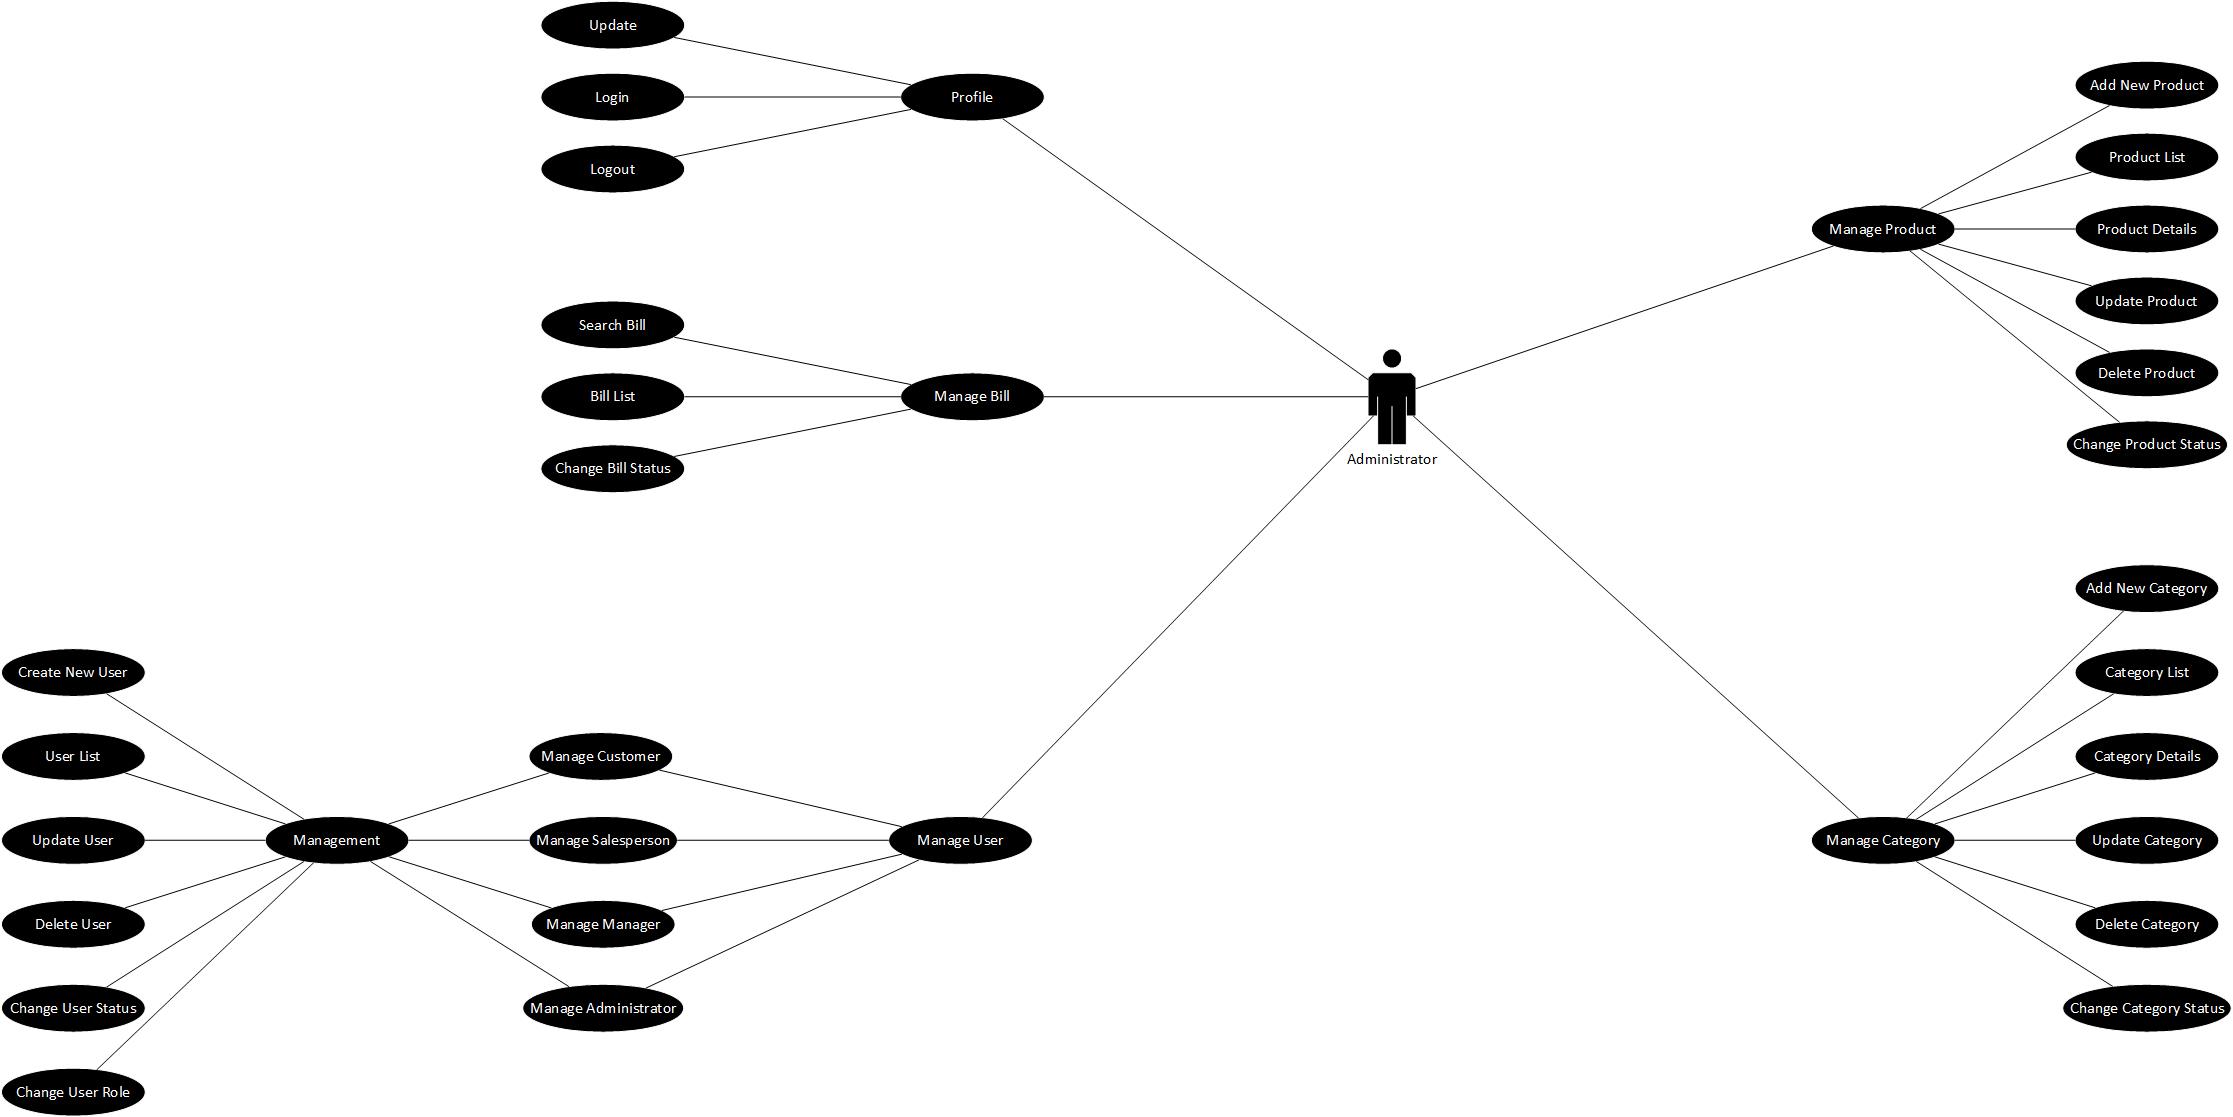 Update
Login
Profile
Logout
Add New Product
Product List
Manage Product
Product Details
Update Product
Delete Product
Change Product Status
Search Bill
Bill List
Manage Bill
Change Bill Status
Administrator
Add New Category
Category List
Category Details
Manage Category
Update Category
Delete Category
Change Category Status
Create New User
User List
Update User
Delete User
Change User Status
Change User Role
Management
Manage Customer
Manage Salesperson
Manage Manager
Manage Administrator
Manage User